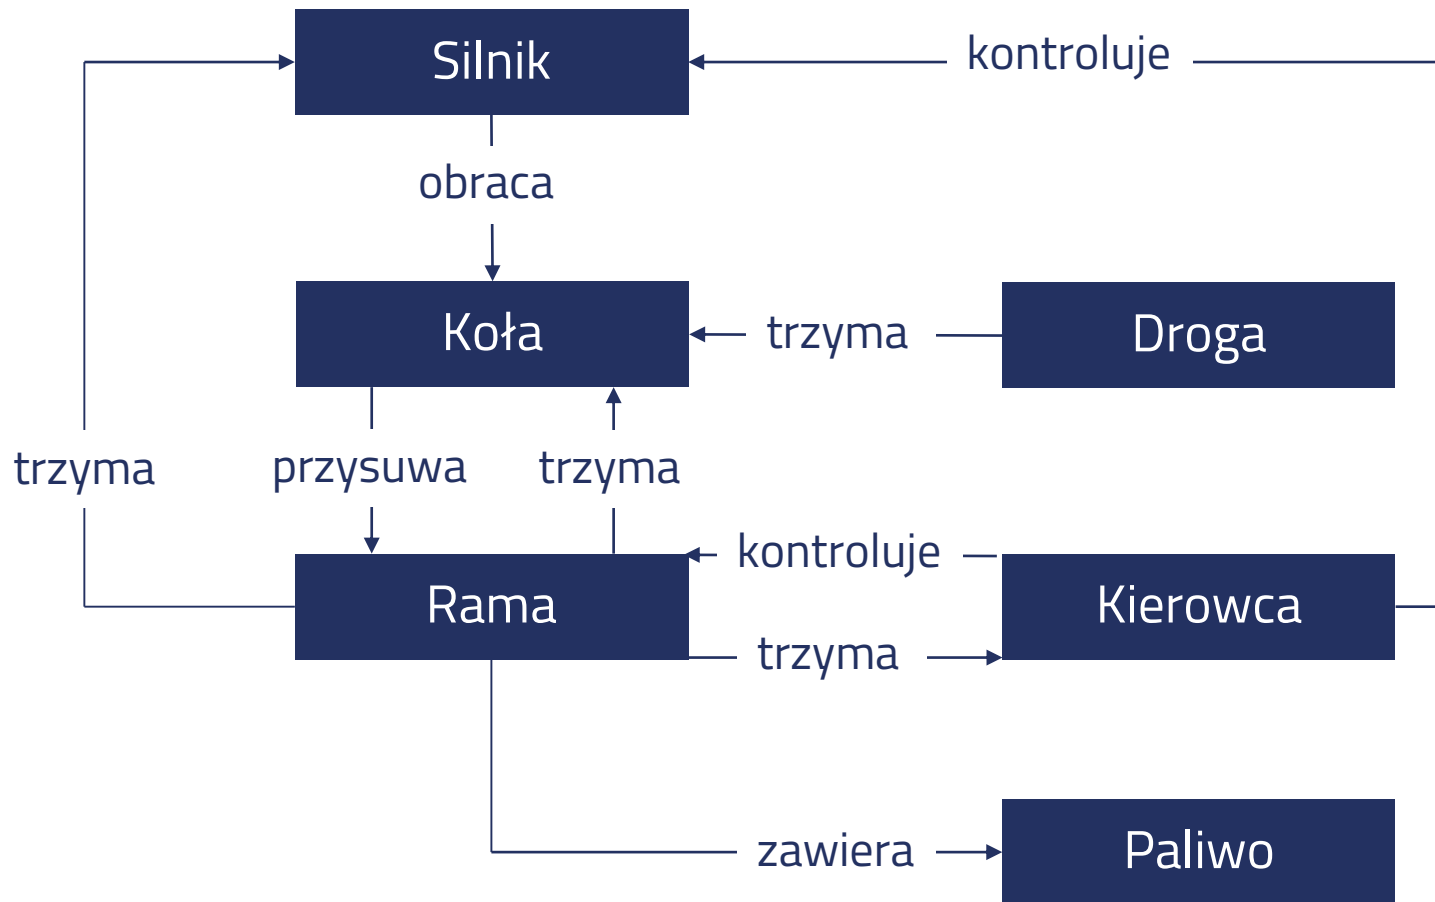 Silnik
kontroluje
obraca
Koła
trzyma
Droga
trzyma
przysuwa
trzyma
kontroluje
Rama
Kierowca
trzyma
zawiera
Paliwo